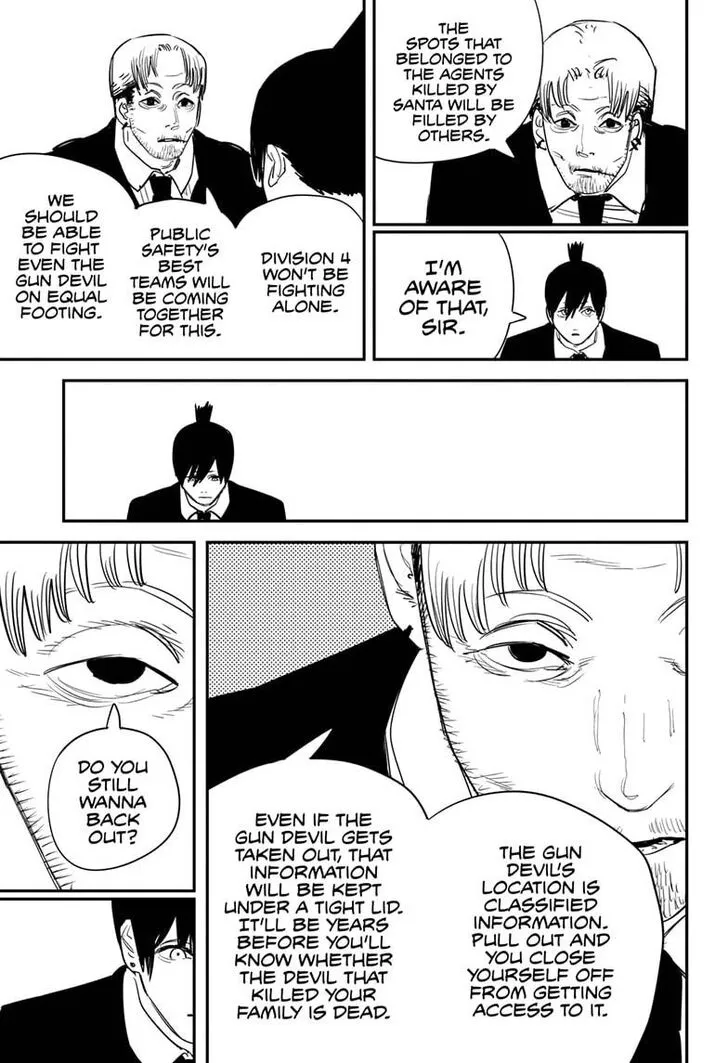 THE
SPOTS THAT
BELONGED TO
THE AGENTS
KILLED BY
SANTA WILL BE
FILLED BY
OTHERS.
DIVISION 4
WON'T BE
FIGHTING
ALONE.
PUBLIC
SAFETY'S
BEST
TEAMS WILL
BE COMING
TOGETHER
FOR THIS.
WE
SHOULD
BE ABLE
TO FIGHT
EVEN THE
GUN DEVIL
ON EQUAL
FOOTING.
I'M
AWARE
OF THAT,
SIR.
THE GUN
DEVIL'S
LOCATION IS
CLASSIFIED
INFORMATION.
PULL OUT AND
YOU CLOSE
YOURSELF OFF
FROM GETTING
ACCESS TO IT.
EVEN IF THE
GUN DEVIL GETS
TAKEN OUT, THAT
INFORMATION
WILL BE KEPT
UNDER A TIGHT LID.
IT'LL BE YEARS
BEFORE YOU'LL
KNOW WHETHER
THE DEVIL THAT
KILLED YOUR
FAMILY IS DEAD.
DO YOU
STILL
WANNA
BACK
OUT?